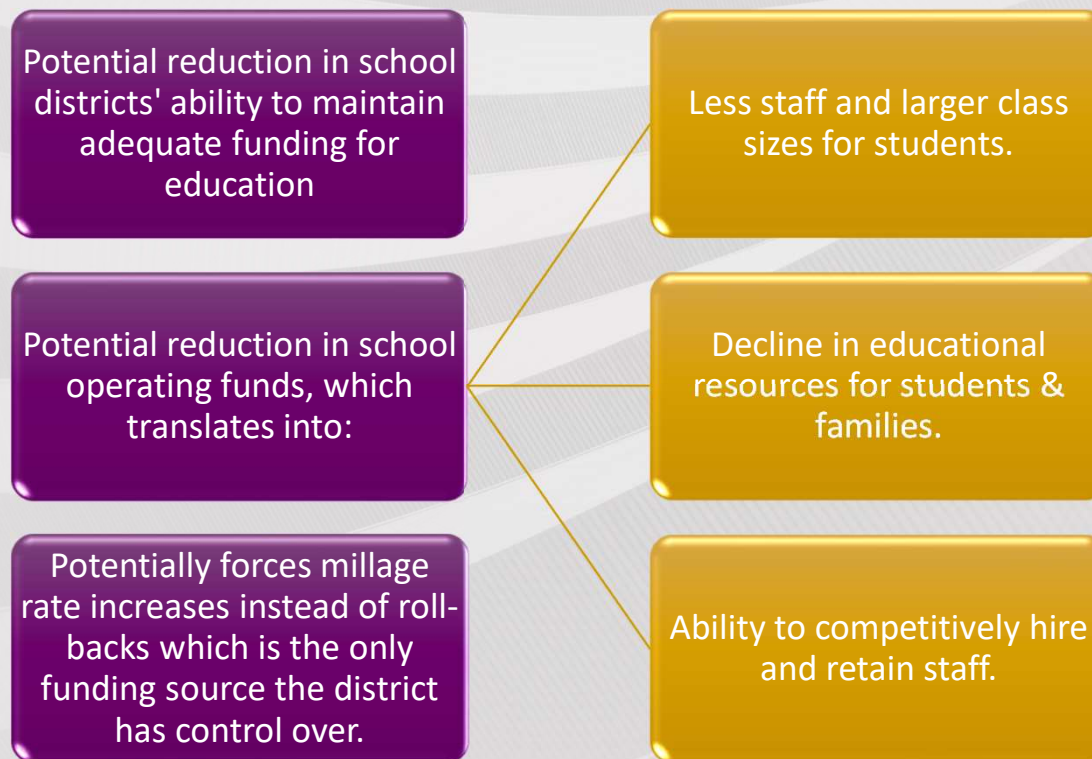 Potential reduction in school
districts' ability to maintain
adequate funding for
education
Potential reduction in school
operating funds, which
translates into:
Potentially forces millage
rate increases instead of roll-
backs which is the only
funding source the district
has control over.
Less staff and larger class
sizes for students.
Decline in educational
resources for students &
families.
Ability to competitively hire
and retain staff.